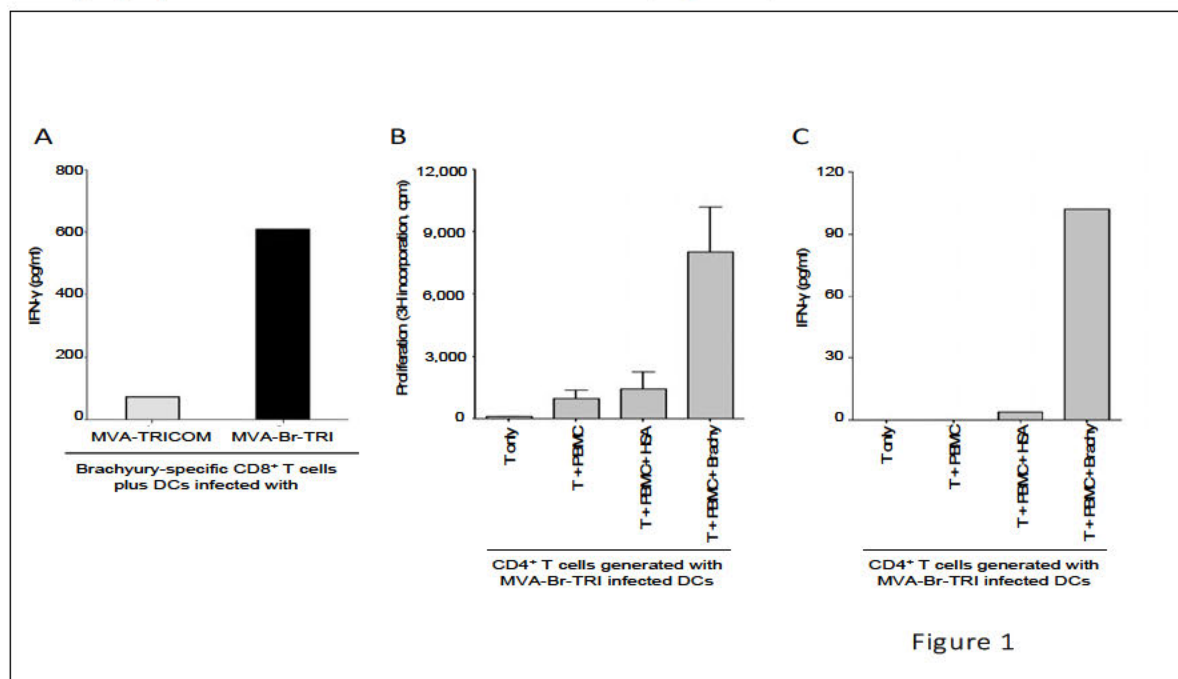 A
800
600
400
200
0
IFN-γ (pg/ml)
MVA-TRICOM MVA-Br-TRI
Brachyury-specific CD8⁺ T cells
plus DCs infected with
B
12,000
9,000
6,000
3,000
0
Proliferation (3H incorporation, cpm)
T only
T + PBMC
T + PBMC + HSA
T + PBMC + Brachy
CD4⁺ T cells generated with
MVA-Br-TRI infected DCs
C
120
90
60
30
0
IFN-γ (pg/ml)
T only
T + PBMC
T + PBMC + HSA
T + PBMC + Brachy
CD4⁺ T cells generated with
MVA-Br-TRI infected DCs
Figure 1